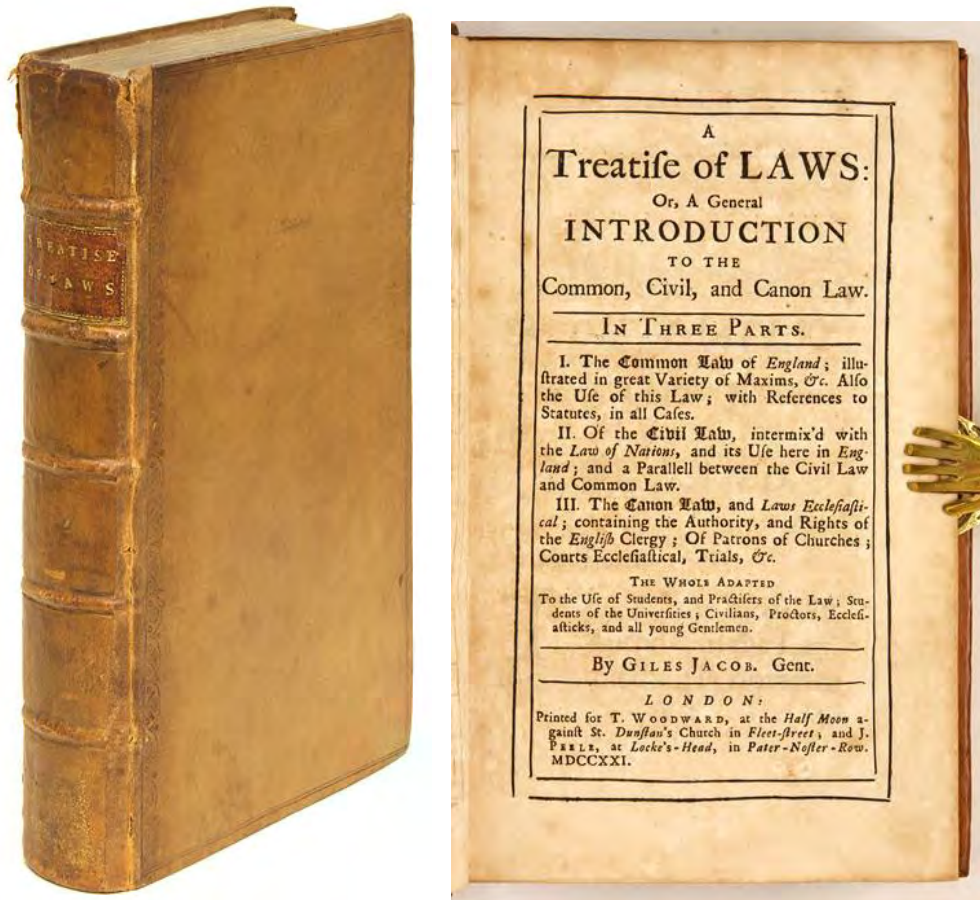 TREATISE
OF LAWS
A
Treatiſe of LAWS:
Or, A General
INTRODUCTION
TO THE
Common, Civil, and Canon Law.
IN THREE PARTS.
I. The Common Law of England; illu-
ſtrated in great Variety of Maxims, &c. Alſo
the Uſe of this Law; with References to
Statutes, in all Caſes.
II. Of the Civil Law, intermix'd with
the Law of Nations, and its Uſe here in Eng-
land; and a Parallell between the Civil Law
and Common Law.
III. The Canon Law, and Laws Eccleſiaſti-
cal; containing the Authority, and Rights of
the Engliſh Clergy; Of Patrons of Churches;
Courts Eccleſiaſtical, Trials, &c.
THE WHOLE ADAPTED
To the Uſe of Students, and Practiſers of the Law; Stu-
dents of the Univerſities; Civilians, Proctors, Eccleſi-
aſticks, and all young Gentlemen.
By GILES JACOB. Gent.
LONDON:
Printed for T. WOODWARD, at the Half Moon a-
gainſt St. Dunſtan's Church in Fleet-ſtreet; and J.
PEELE, at Locke's-Head, in Pater-Noſter-Row.
MDCCXXI.